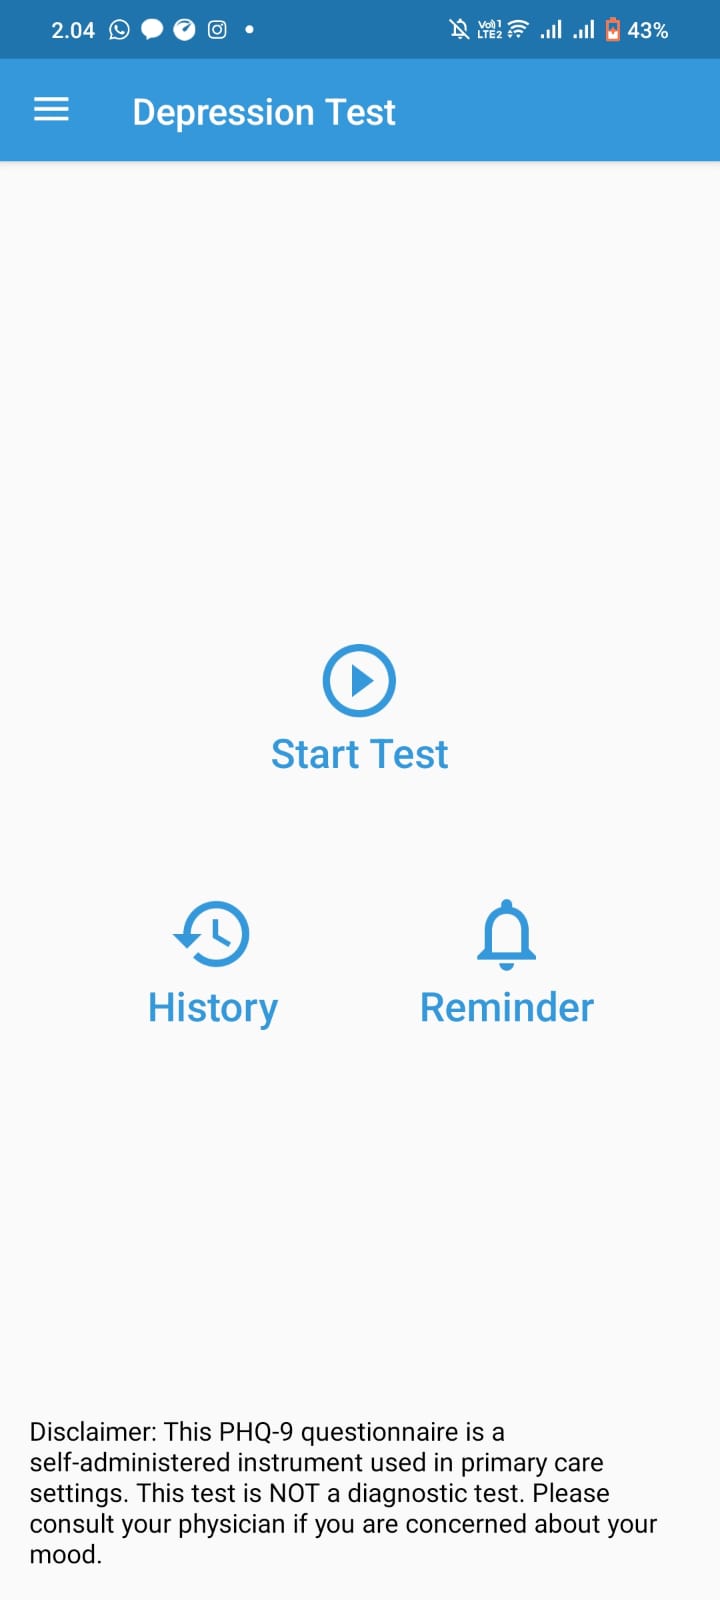 2.04 43%
Vo)) 1
LTE2
Depression Test
Start Test
History Reminder
Disclaimer: This PHQ-9 questionnaire is a
self-administered instrument used in primary care
settings. This test is NOT a diagnostic test. Please
consult your physician if you are concerned about your
mood.